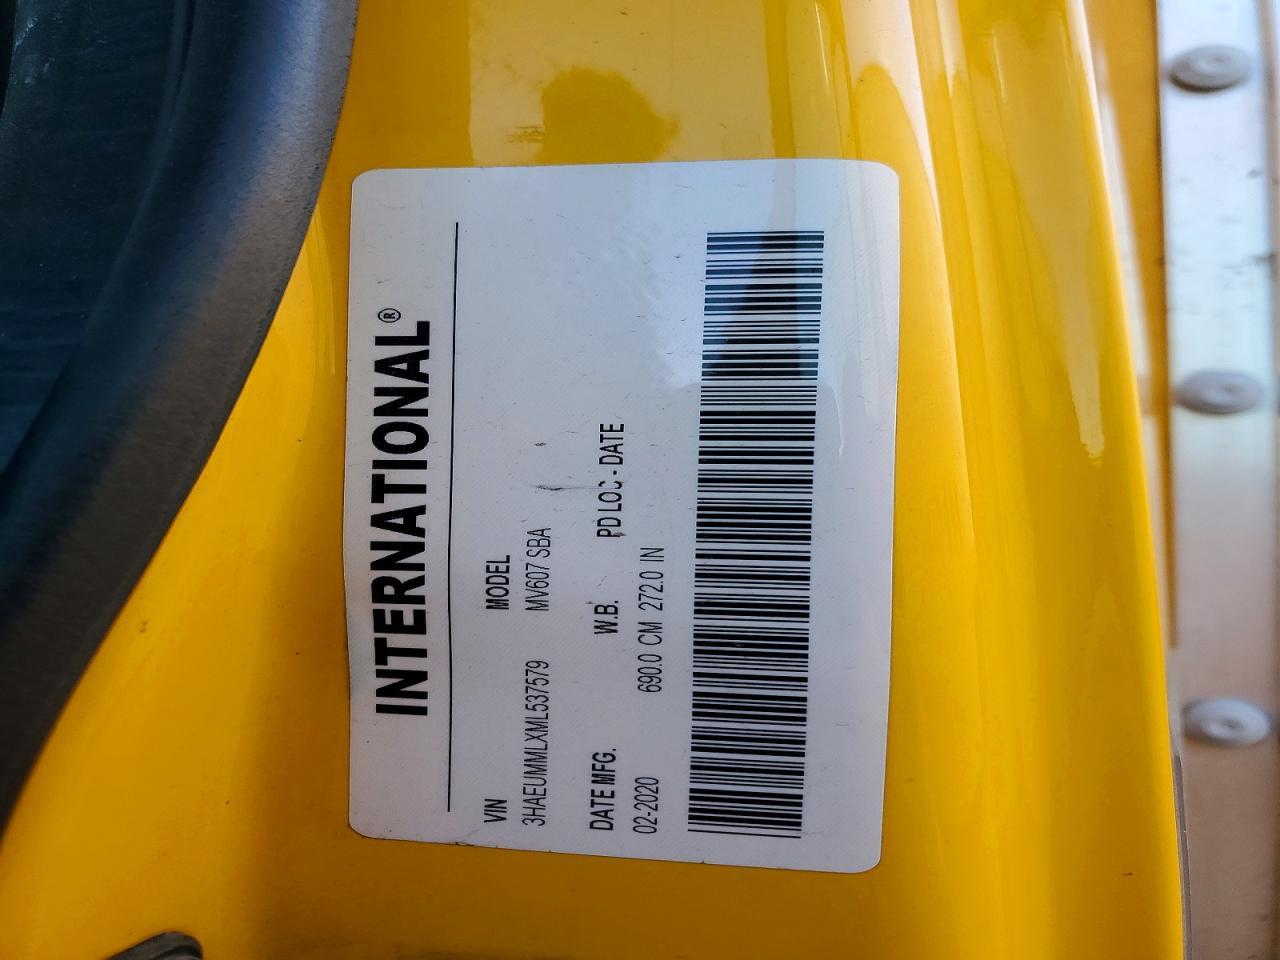 INTERNATIONAL®
VIN MODEL
3HAEUMMLXML537579 MV607 SBA
DATE MFG. W.B. PD LOC - DATE
02-2020 690.0 CM 272.0 IN